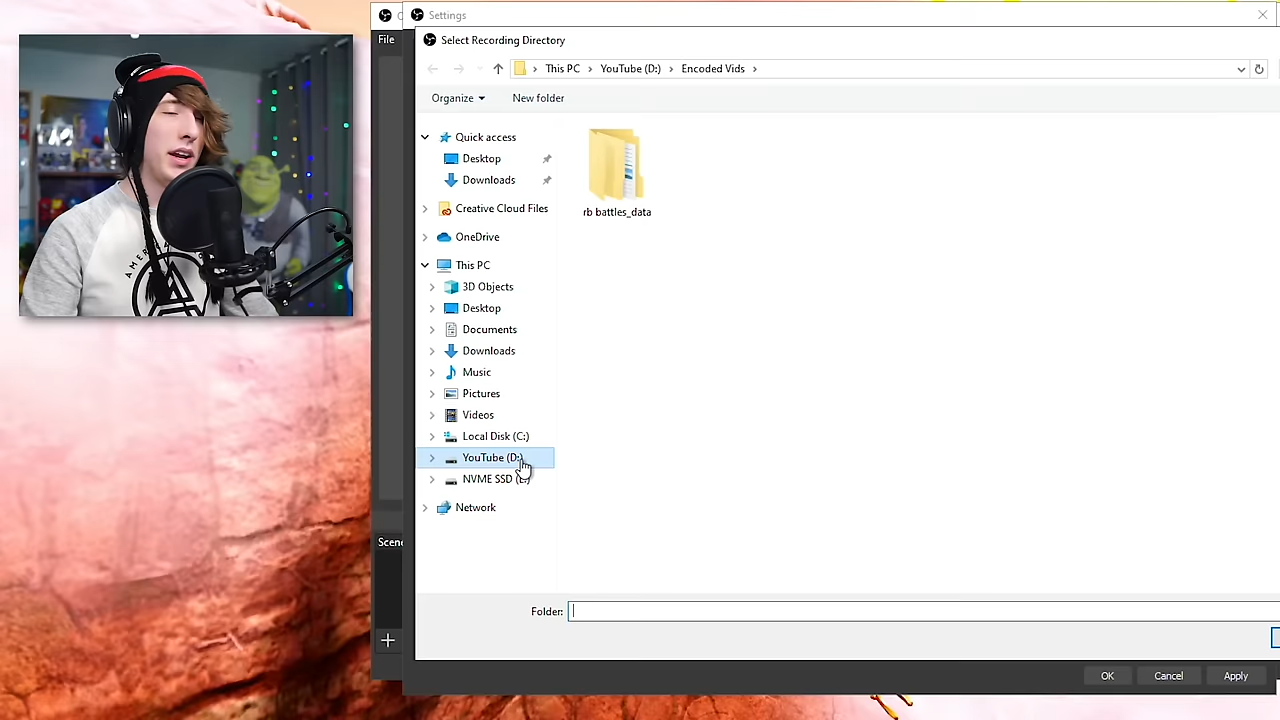 Settings
File
Select Recording Directory
This PC
YouTube (D:)
Encoded Vids
Organize
New folder
Quick access
Desktop
Downloads
Creative Cloud Files
OneDrive
This PC
3D Objects
Desktop
Documents
Downloads
Music
Pictures
Videos
Local Disk (C:)
YouTube (D:)
NVME SSD
Network
rb battles_data
Folder:
OK
Cancel
Apply